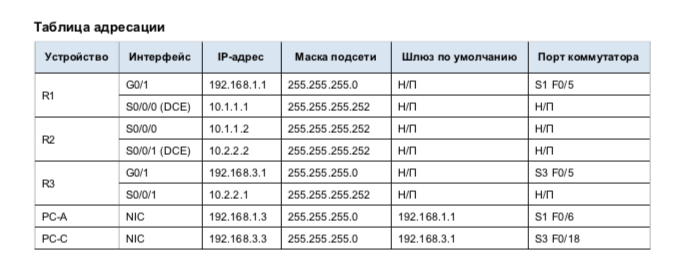 Таблица адресации
Устройство Интерфейс IP-адрес Маска подсети Шлюз по умолчанию Порт коммутатора
R1 G0/1 192.168.1.1 255.255.255.0 Н/П S1 F0/5
S0/0/0 (DCE) 10.1.1.1 255.255.255.252 Н/П Н/П
R2 S0/0/0 10.1.1.2 255.255.255.252 Н/П Н/П
S0/0/1 (DCE) 10.2.2.2 255.255.255.252 Н/П Н/П
R3 G0/1 192.168.3.1 255.255.255.0 Н/П S3 F0/5
S0/0/1 10.2.2.1 255.255.255.252 Н/П Н/П
PC-A NIC 192.168.1.3 255.255.255.0 192.168.1.1 S1 F0/6
PC-C NIC 192.168.3.3 255.255.255.0 192.168.3.1 S3 F0/18